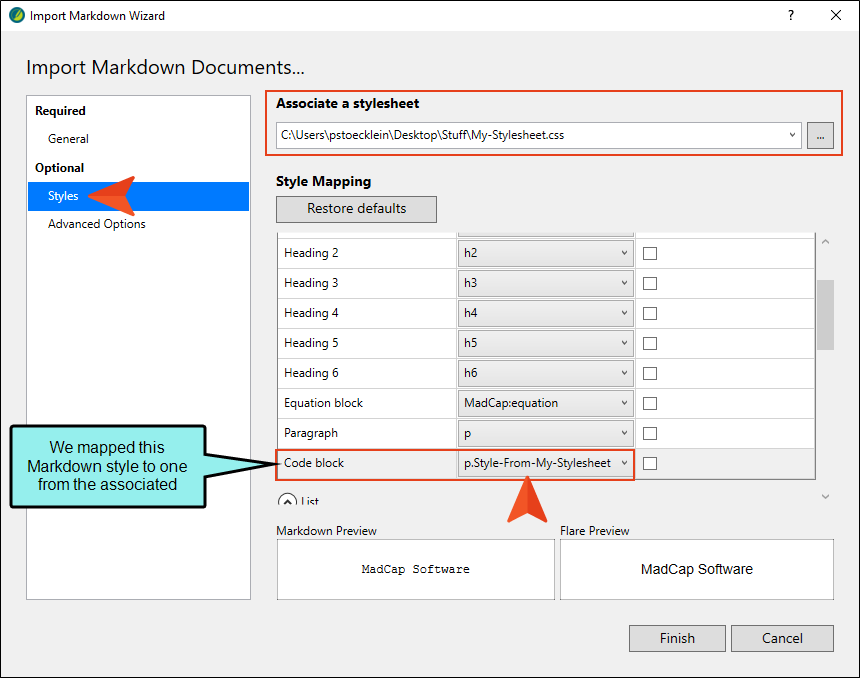 Import Markdown Wizard
?
Import Markdown Documents...
Required
General
Optional
Styles
Advanced Options
Associate a stylesheet
C:\Users\pstoecklein\Desktop\Stuff\My-Stylesheet.css
...
Style Mapping
Restore defaults
Heading 2 h2
Heading 3 h3
Heading 4 h4
Heading 5 h5
Heading 6 h6
Equation block MadCap:equation
Paragraph p
Code block p.Style-From-My-Stylesheet
We mapped this
Markdown style to one
from the associated
List
Markdown Preview
MadCap Software
Flare Preview
MadCap Software
Finish
Cancel